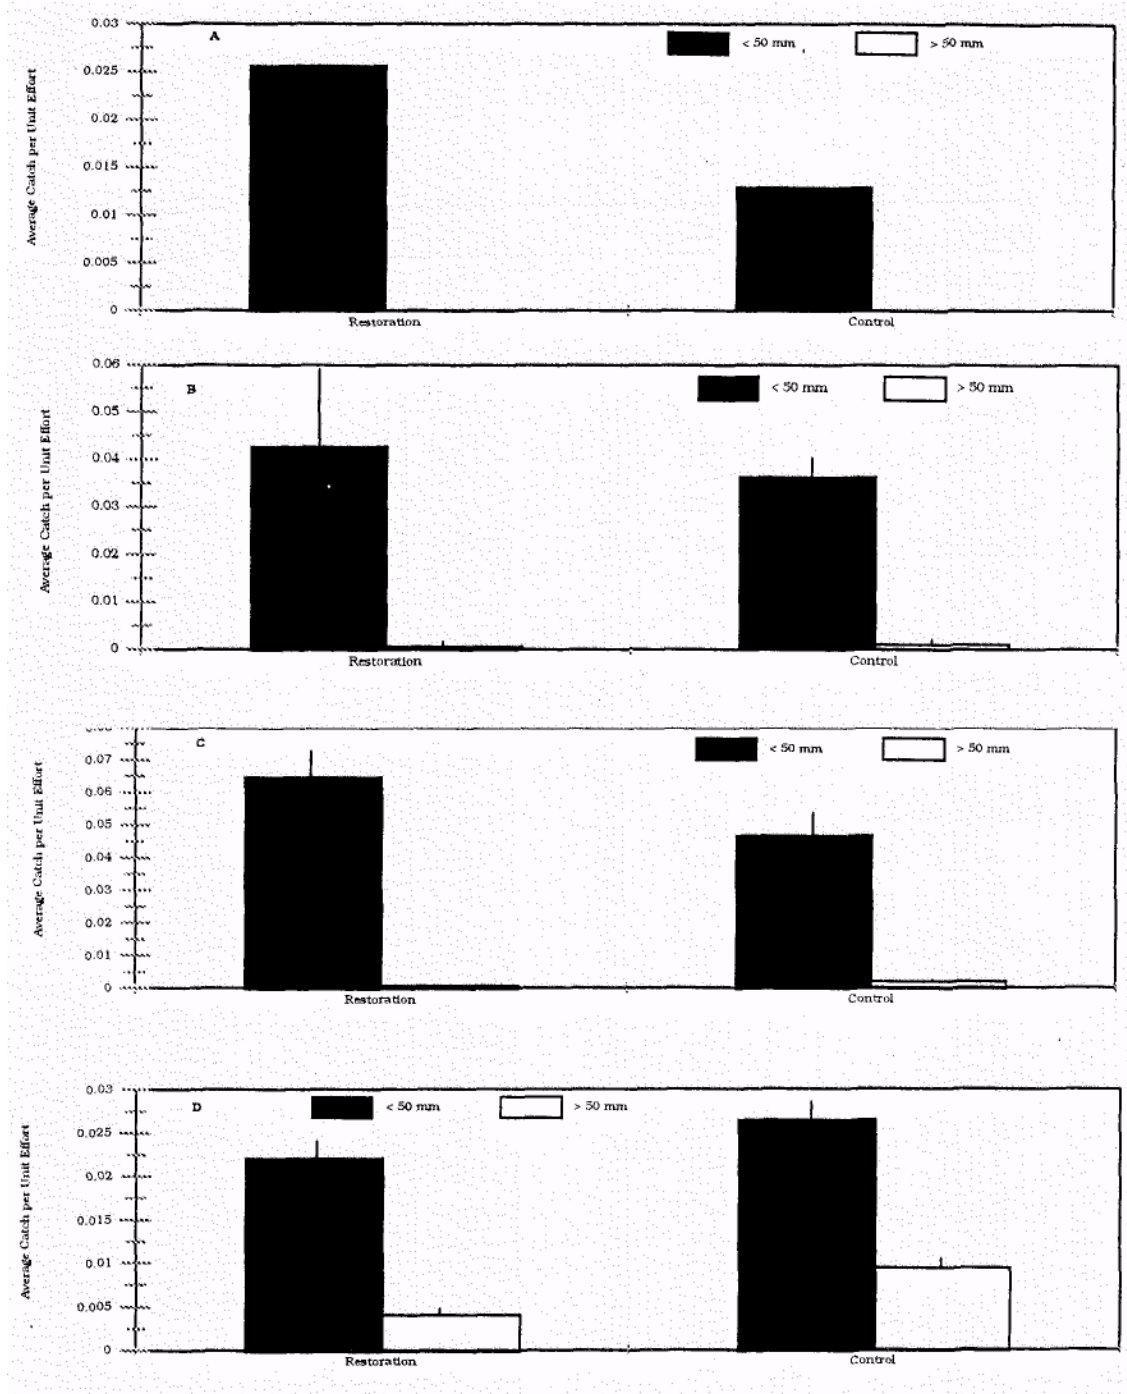 0.03
A
< 50 mm
> 50 mm
0.025
0.02
0.015
0.01
0.005
0
Average Catch per Unit Effort
Restoration
Control
0.06
B
< 50 mm
> 50 mm
0.05
0.04
0.03
0.02
0.01
0
Average Catch per Unit Effort
Restoration
Control
C
< 50 mm
> 50 mm
0.07
0.06
0.05
0.04
0.03
0.02
0.01
0
Average Catch per Unit Effort
Restoration
Control
0.03
D
< 50 mm
> 50 mm
0.025
0.02
0.015
0.01
0.005
0
Average Catch per Unit Effort
Restoration
Control